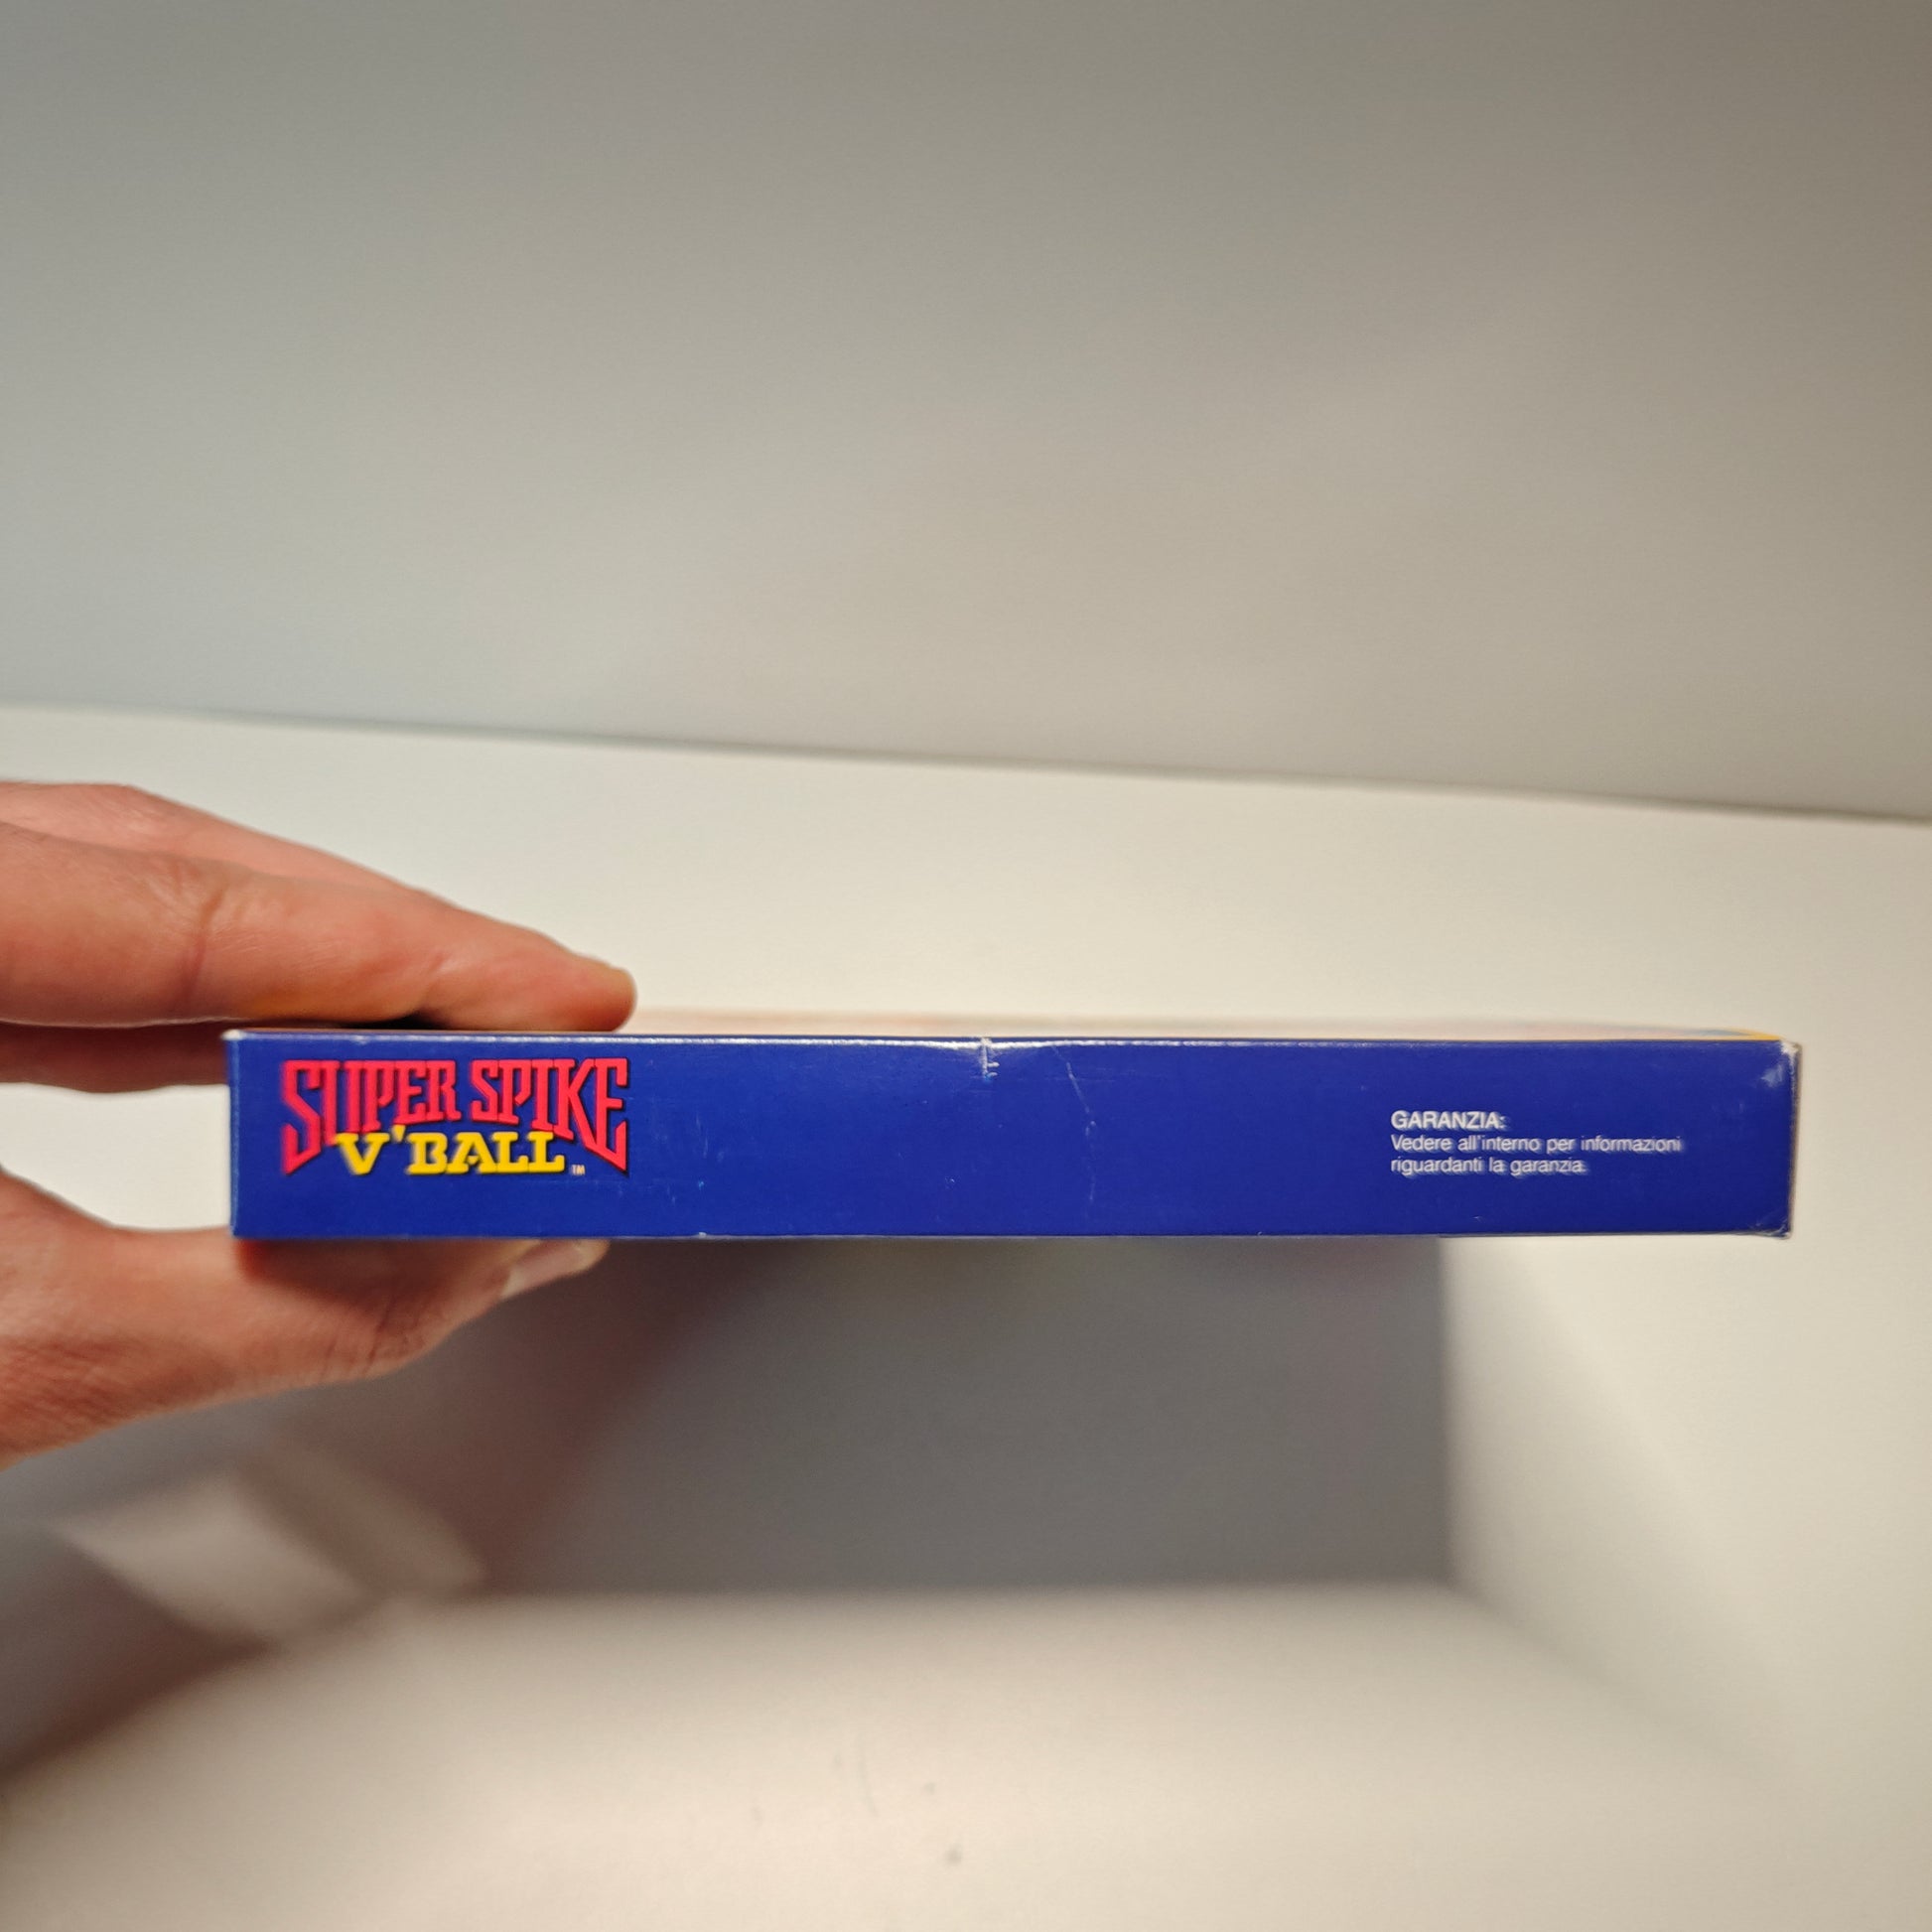 SUPER SPIKE
V'BALL TM
GARANZIA:
Vedere all'interno per informazioni
riguardanti la garanzia.